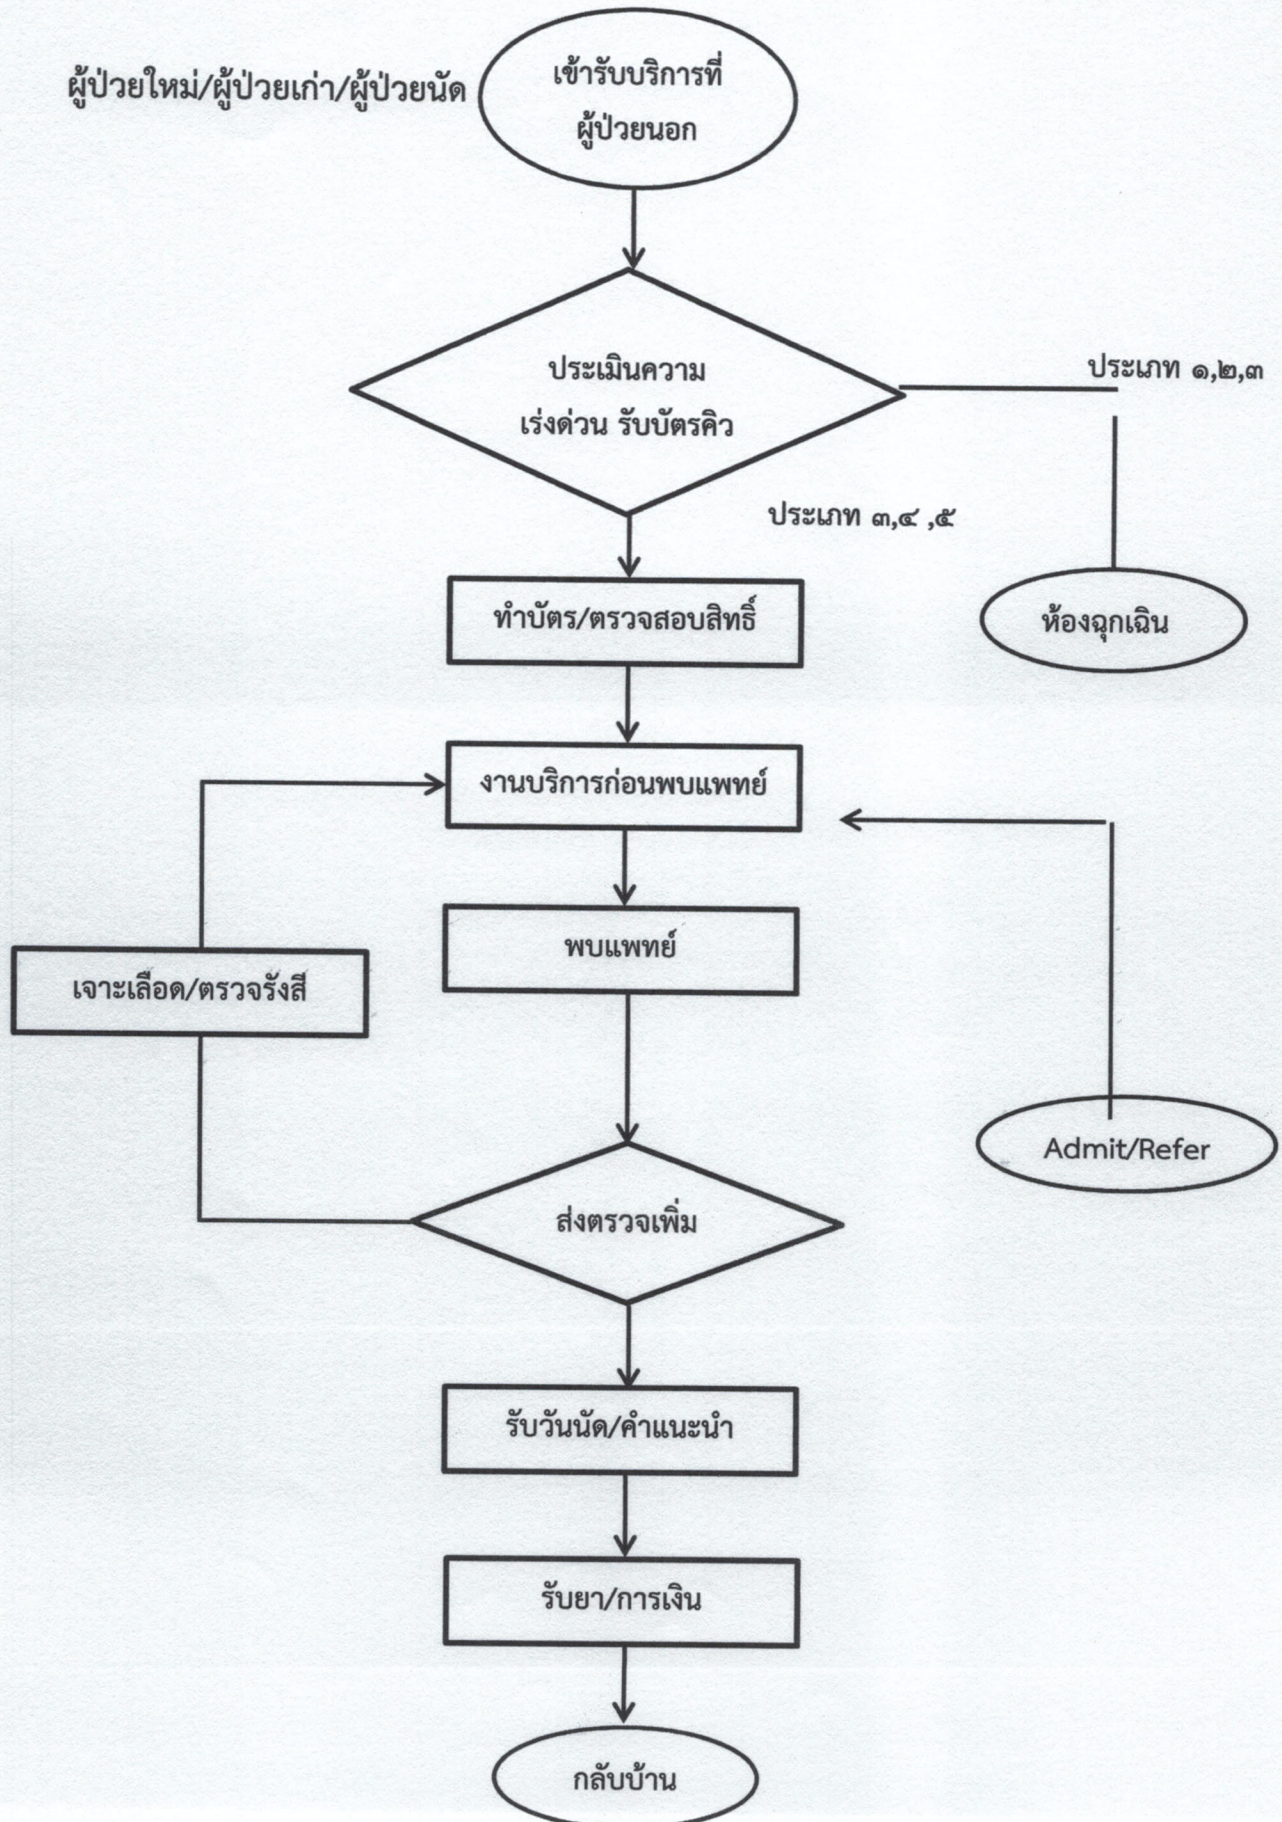 ผู้ป่วยใหม่/ผู้ป่วยเก่า/ผู้ป่วยนัด
เข้ารับบริการที่
ผู้ป่วยนอก
ประเมินความ
เร่งด่วน รับบัตรคิว
ประเภท ๑,๒,๓
ประเภท ๓,๔ ,๕
ทำบัตร/ตรวจสอบสิทธิ์
ห้องฉุกเฉิน
งานบริการก่อนพบแพทย์
พบแพทย์
เจาะเลือด/ตรวจรังสี
Admit/Refer
ส่งตรวจเพิ่ม
รับวันนัด/คำแนะนำ
รับยา/การเงิน
กลับบ้าน